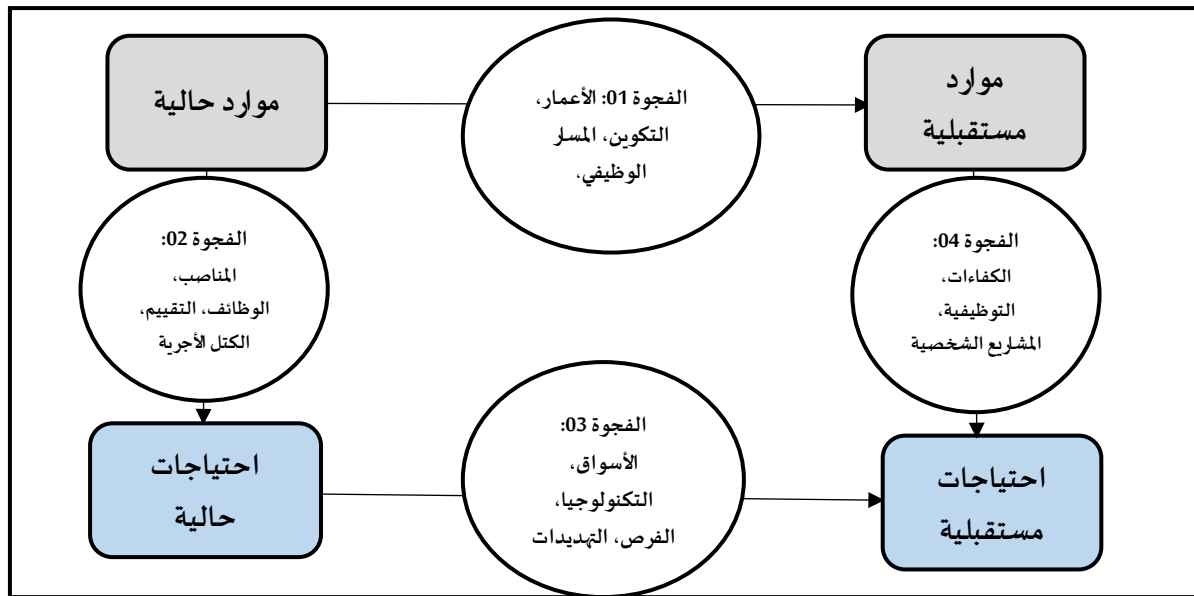 موارد
مستقبلية
الفجوة 01: الأعمار،
التكوين، المسار
الوظيفي،
موارد حالية
الفجوة 04:
الكفاءات،
التوظيفية،
المشاريع الشخصية
الفجوة 02:
المناصب،
الوظائف، التقييم،
الكتل الأجرية
احتياجات
مستقبلية
الفجوة 03:
الأسواق،
التكنولوجيا،
الفرص، التهديدات
احتياجات
حالية